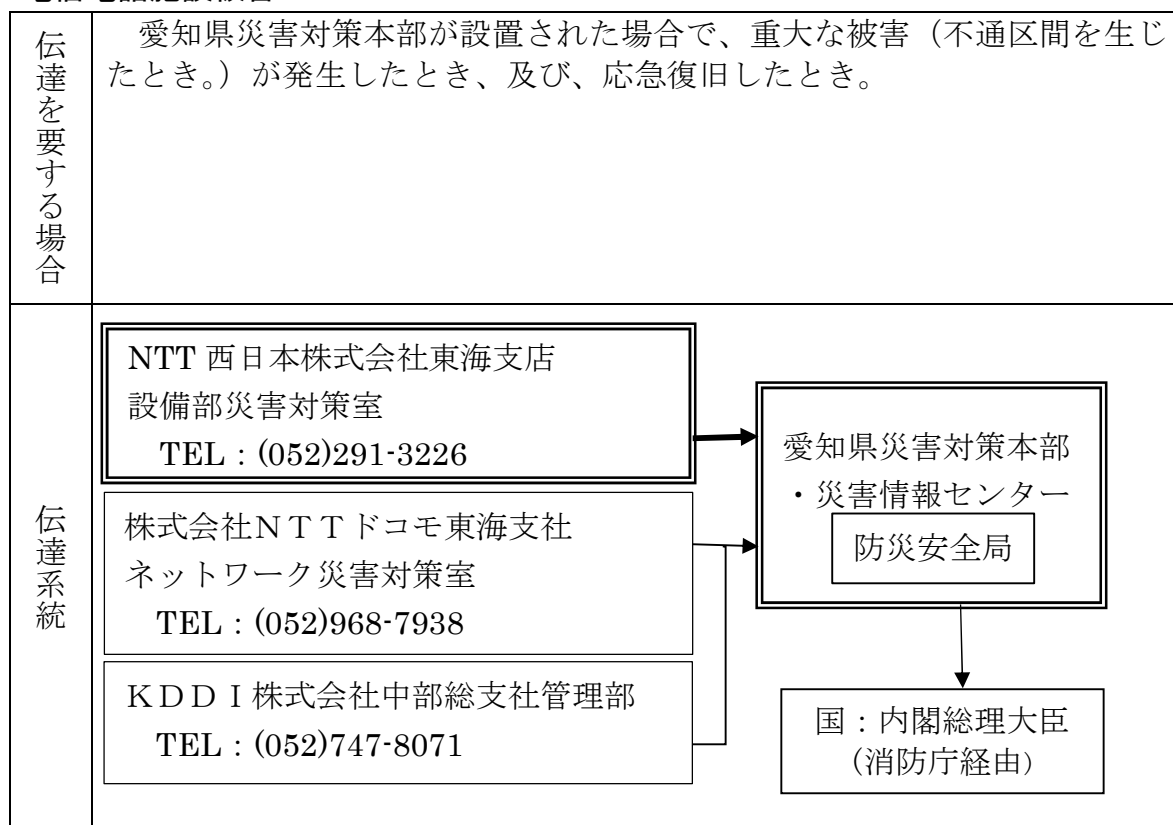 伝達を要する場合
愛知県災害対策本部が設置された場合で、重大な被害（不通区間を生じ
たとき。）が発生したとき、及び、応急復旧したとき。
伝達系統
NTT 西日本株式会社東海支店
設備部災害対策室
TEL：(052)291-3226
株式会社ＮＴＴドコモ東海支社
ネットワーク災害対策室
TEL：(052)968-7938
ＫＤＤＩ株式会社中部総支社管理部
TEL：(052)747-8071
愛知県災害対策本部
・災害情報センター
防災安全局
国：内閣総理大臣
（消防庁経由）